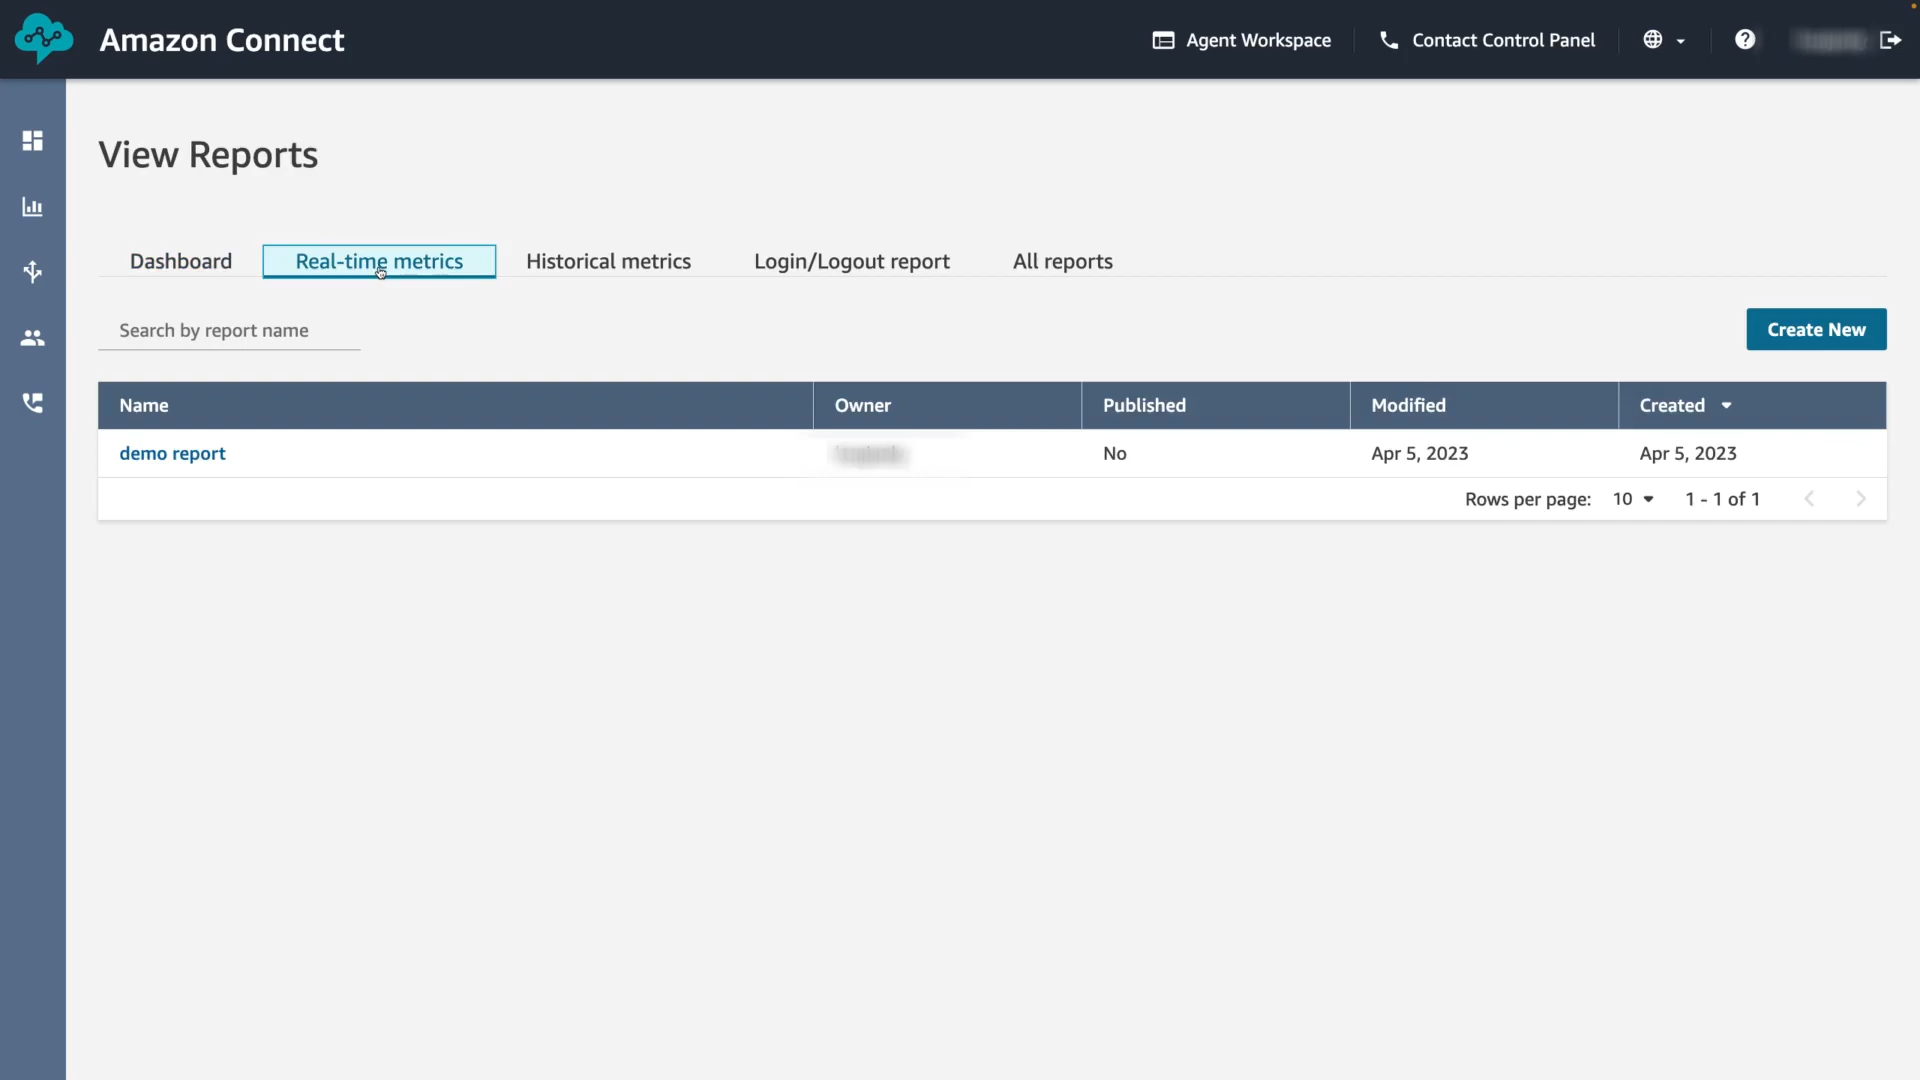 Amazon Connect
Agent Workspace
Contact Control Panel
View Reports
Dashboard
Real-time metrics
Historical metrics
Login/Logout report
All reports
Search by report name
Create New
Name Owner Published Modified Created
demo report No Apr 5, 2023 Apr 5, 2023
Rows per page: 10 1 - 1 of 1